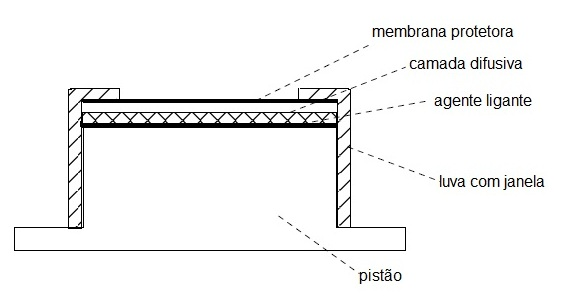 membrana protetora
camada difusiva
agente ligante
luva com janela
pistão